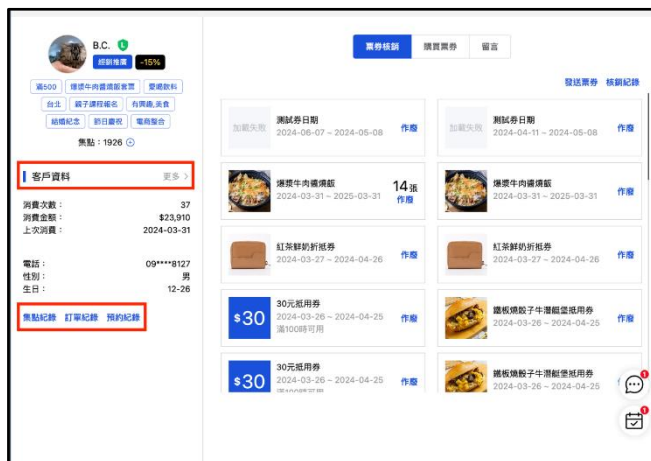 B.C.
經銷推廣 -15%
滿500 爆漿牛肉醬燒飯套票 愛喝飲料
台北 親子課程報名 有興趣,美食
結婚紀念 節日慶祝 電商整合
集點：1926
客戶資料 更多 >
消費次數： 37
消費金額： $23,910
上次消費： 2024-03-31
電話： 09****8127
性別： 男
生日： 12-26
集點紀錄 訂單紀錄 預約紀錄
票券核銷 購買票券 留言
發送票券 核銷紀錄
加載失敗 測試券日期 2024-06-07 ~ 2024-05-08 作廢
加載失敗 測試券日期 2024-04-11 ~ 2024-05-08 作廢
爆漿牛肉醬燒飯 2024-03-31 ~ 2025-03-31 14張 作廢
爆漿牛肉醬燒飯 2024-03-31 ~ 2025-03-31 作廢
紅茶鮮奶折抵券 2024-03-27 ~ 2024-04-26 作廢
紅茶鮮奶折抵券 2024-03-27 ~ 2024-04-26 作廢
$30 30元抵用券 2024-03-26 ~ 2024-04-25 滿100時可用 作廢
鐵板燒骰子牛潛艇堡抵用券 2024-03-26 ~ 2024-04-25 作廢
$30 30元抵用券 2024-03-26 ~ 2024-04-25 作廢
鐵板燒骰子牛潛艇堡抵用券 2024-03-26 ~ 2024-04-25